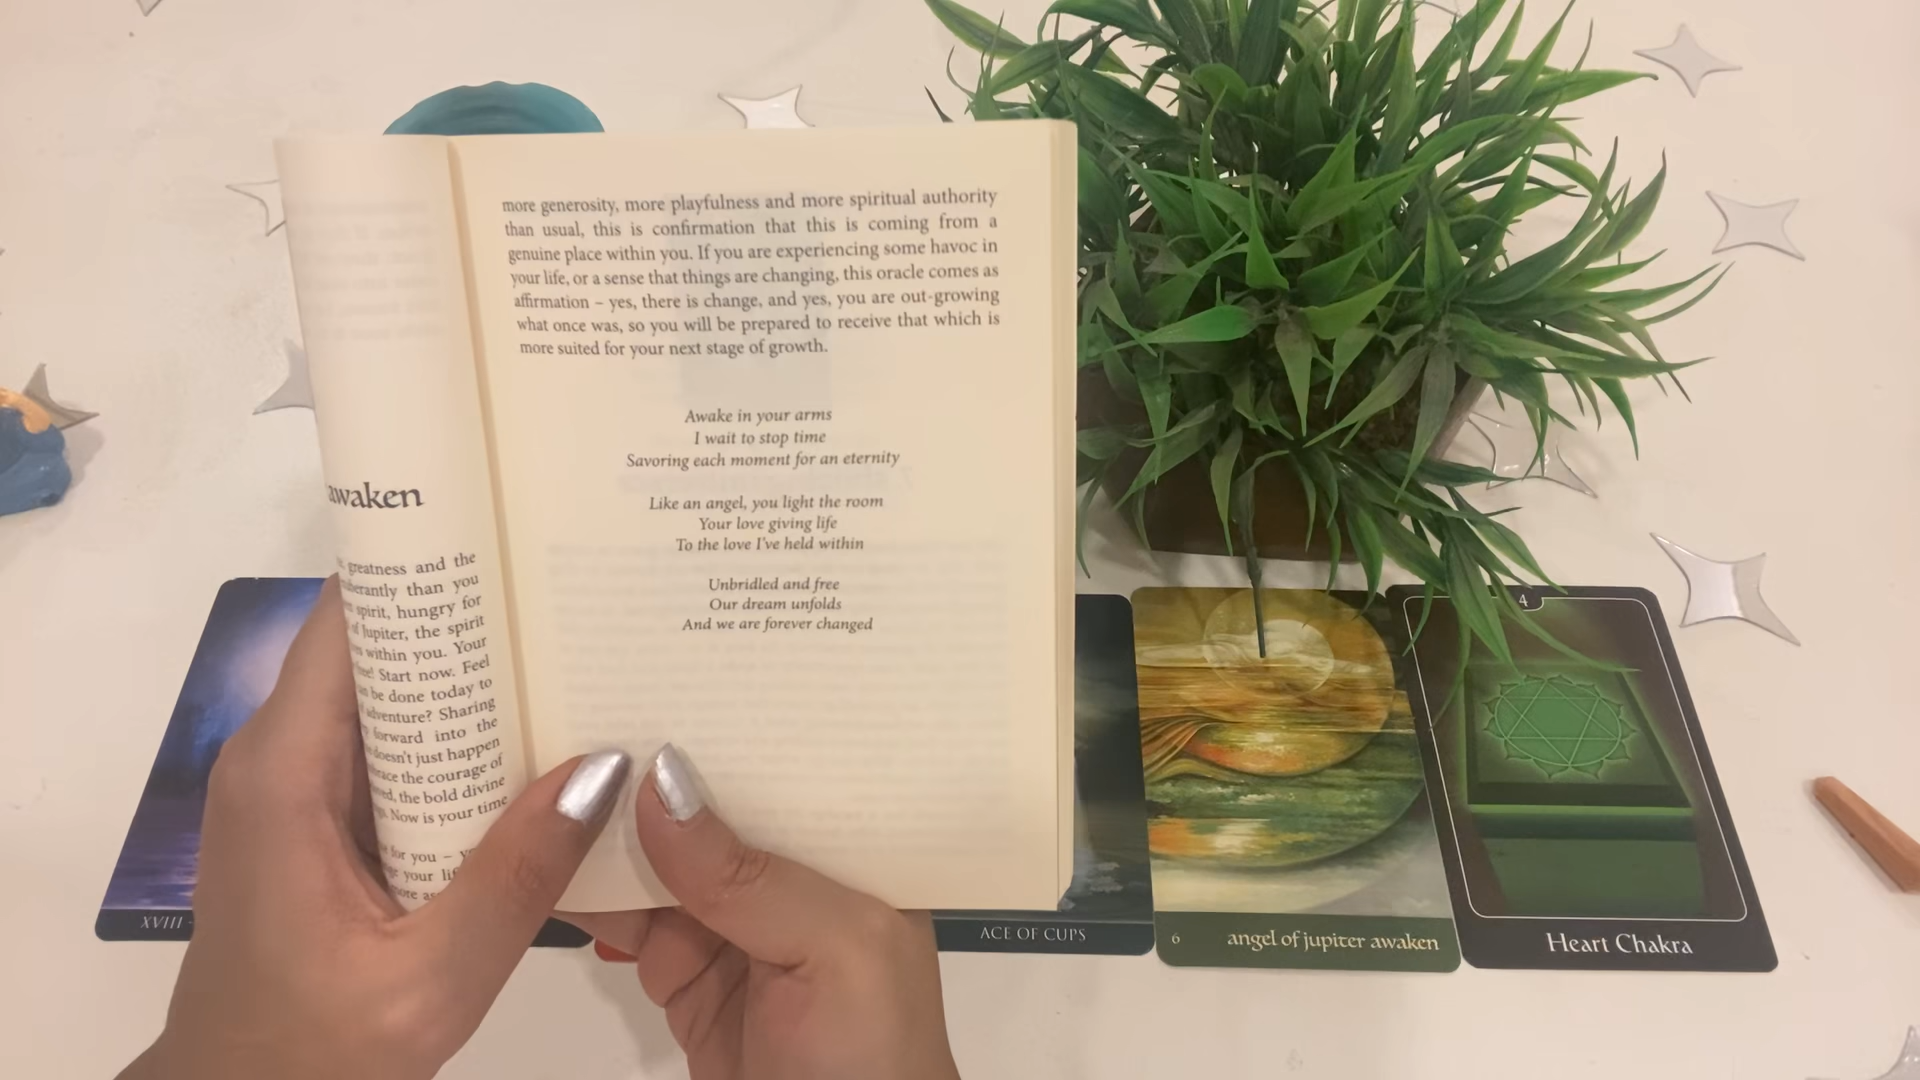 awaken
greatness and the
than you
spirit, hungry for
of Jupiter, the spirit
within you. Your
Start now. Feel
be done today to
adventure? Sharing
forward into the
doesn't just happen
the courage of
the bold divine
Now is your time
for you –
your
more generosity, more playfulness and more spiritual authority
than usual, this is confirmation that this is coming from a
genuine place within you. If you are experiencing some havoc in
your life, or a sense that things are changing, this oracle comes as
affirmation – yes, there is change, and yes, you are out-growing
what once was, so you will be prepared to receive that which is
more suited for your next stage of growth.
Awake in your arms
I wait to stop time
Savoring each moment for an eternity
Like an angel, you light the room
Your love giving life
To the love I've held within
Unbridled and free
Our dream unfolds
And we are forever changed
XVIII
ACE OF CUPS
6 angel of jupiter awaken
4
Heart Chakra